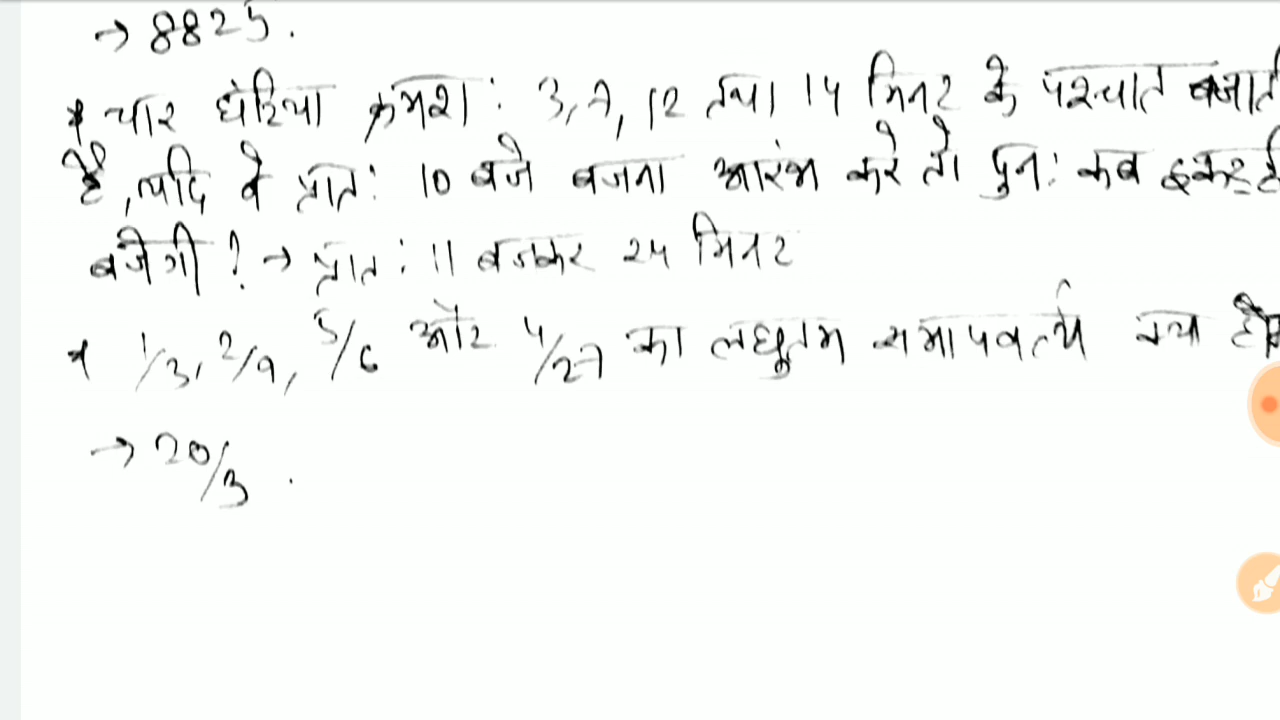 → 8825.
* चार घंटिया क्रमश: 3, 7, 12 तथा 14 मिनट के पश्चात बजात
है, यदि वे प्रात: 10 बजे बजना आरंभ करे तो पुन: कब इकट्ठ
बजेगी ? → प्रात: 11 बजकर 24 मिनट
* 1/3, 2/9, 5/6 और 4/27 का लघुतम समापवर्त्य क्या है
→ 20/3 .